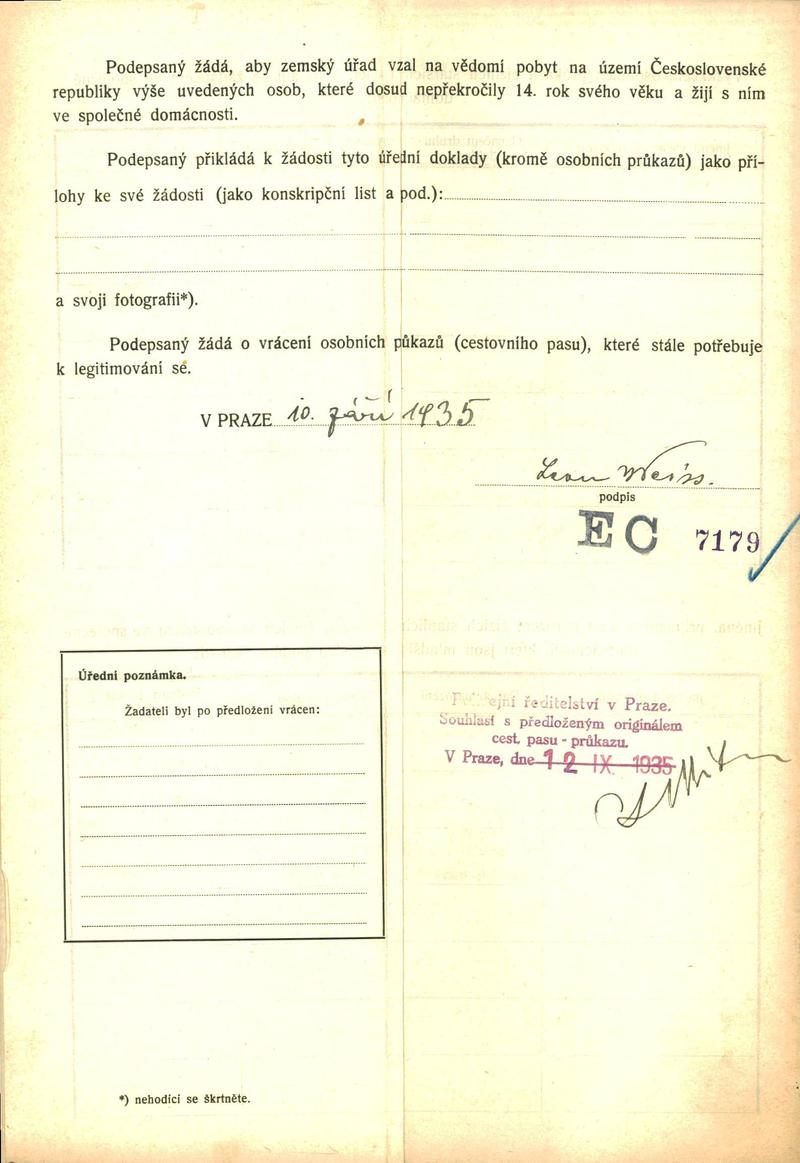 Podepsaný žádá, aby zemský úřad vzal na vědomí pobyt na území Československé
republiky výše uvedených osob, které dosud nepřekročily 14. rok svého věku a žijí s ním
ve společné domácnosti.
Podepsaný přikládá k žádosti tyto úřední doklady (kromě osobních průkazů) jako pří-
lohy ke své žádosti (jako konskripční list a pod.):
a svoji fotografii*).
Podepsaný žádá o vrácení osobních půkazů (cestovního pasu), které stále potřebuje
k legitimování se.
V PRAZE 10. září 1935
Leon Weiss.
podpis
EC 7179
Úřední poznámka.
Žadateli byl po předložení vrácen:
ředitelství v Praze.
Souhlasí s předloženým originálem
cest. pasu - průkazu.
V Praze, dne 12 IX. 1935
*) nehodící se škrtněte.